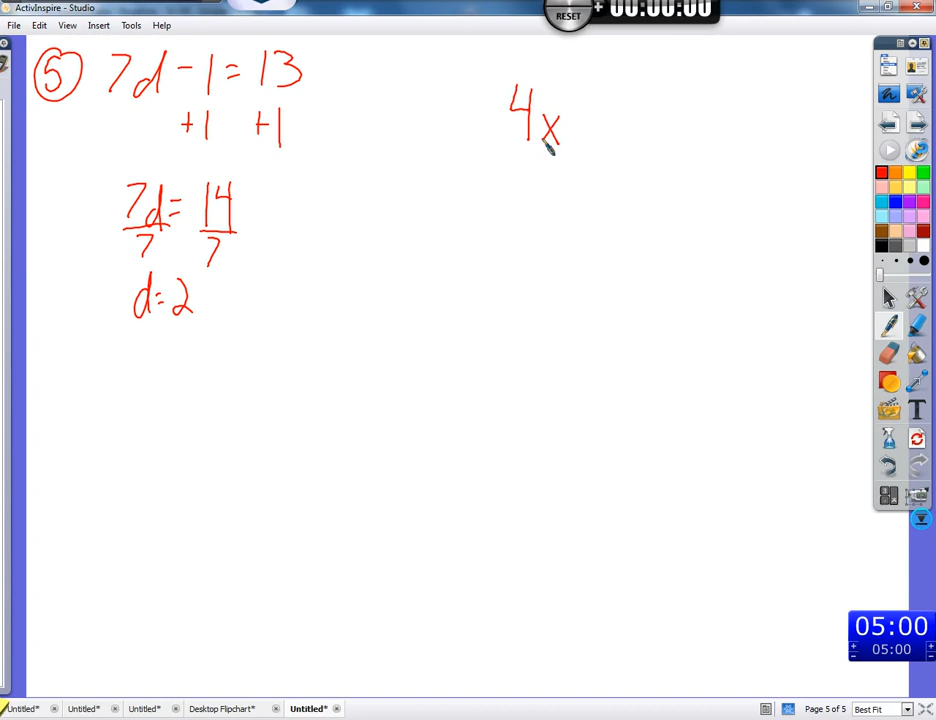 ActivInspire - Studio
RESET
00:00:00
File Edit View Insert Tools Help
5 7d - 1 = 13
+1 +1
7d = 14
7 7
d = 2
4x
T
05:00
05:00
Untitled* Untitled* Untitled* Desktop Flipchart* Untitled* Page 5 of 5 Best Fit